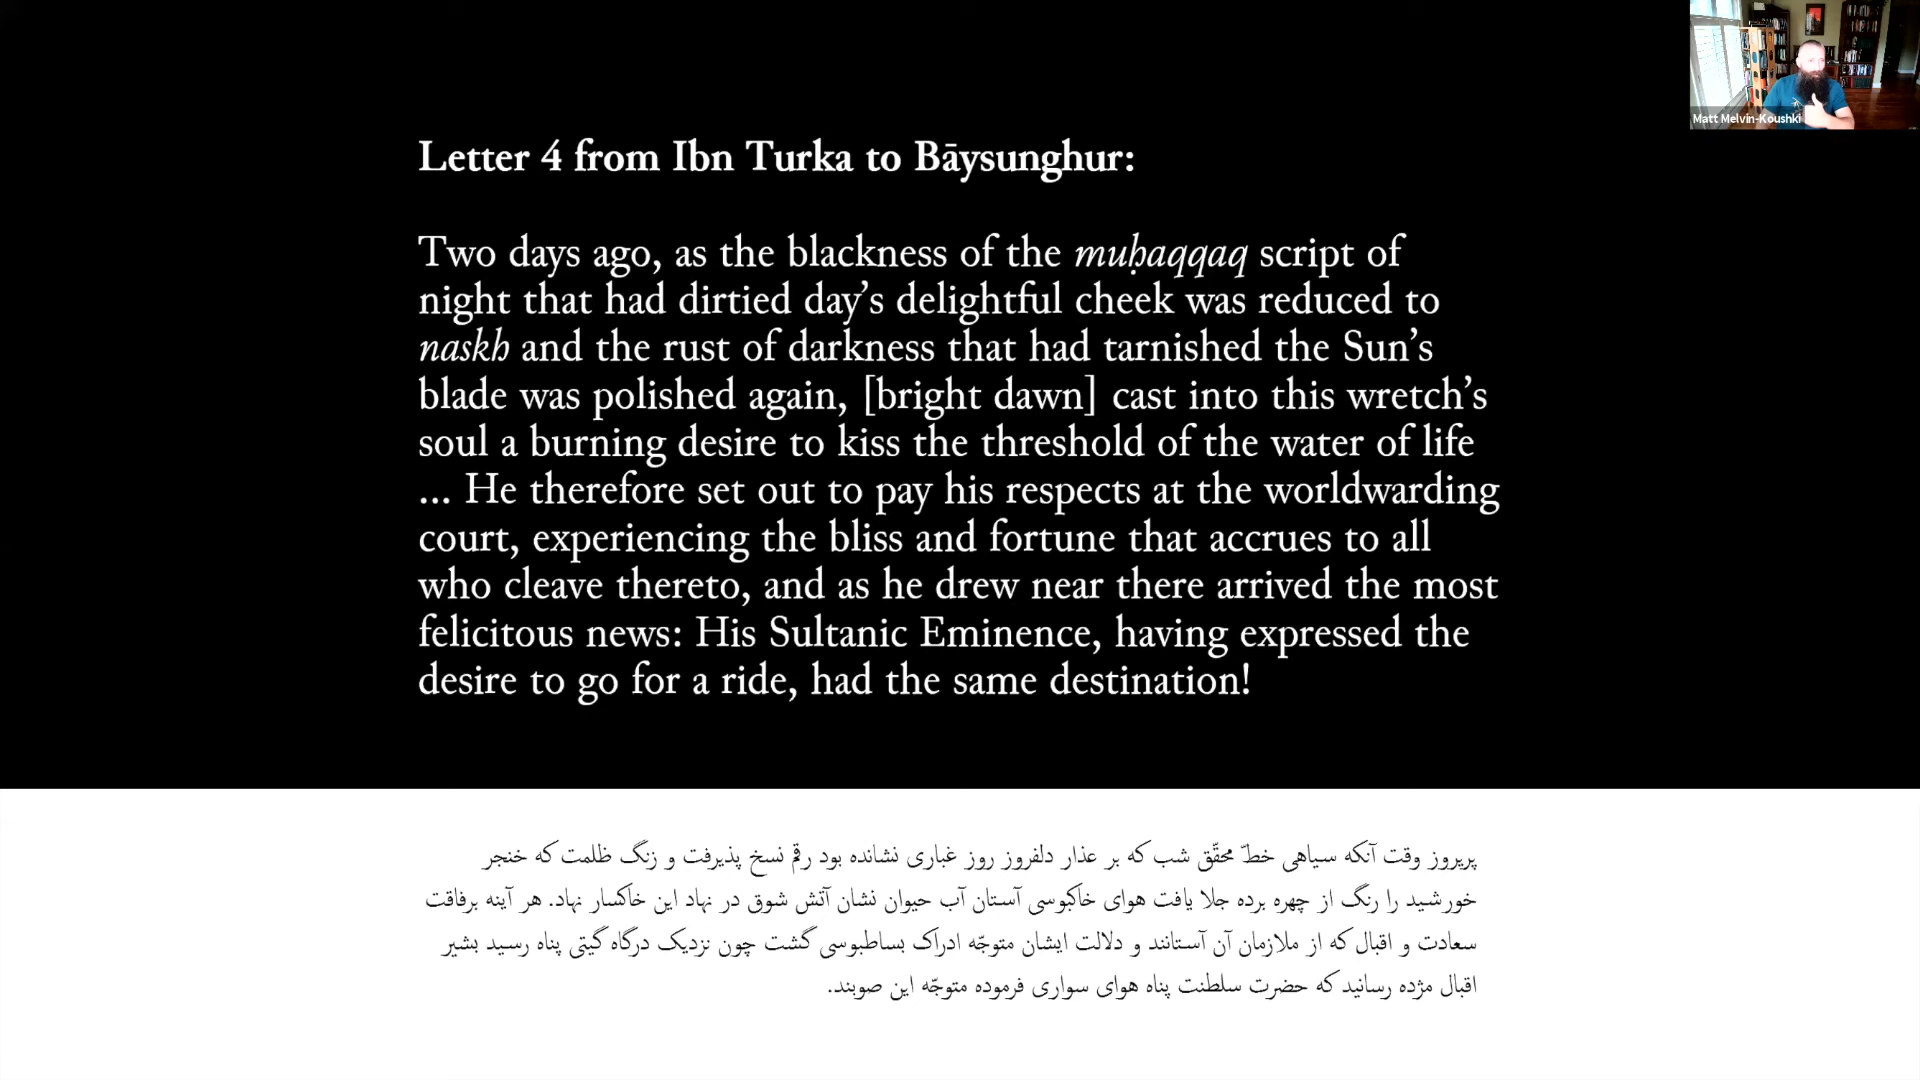 Matt Melvin-Koushki
Letter 4 from Ibn Turka to Bāysunghur:
Two days ago, as the blackness of the muḥaqqaq script of
night that had dirtied day’s delightful cheek was reduced to
naskh and the rust of darkness that had tarnished the Sun’s
blade was polished again, [bright dawn] cast into this wretch’s
soul a burning desire to kiss the threshold of the water of life
... He therefore set out to pay his respects at the worldwarding
court, experiencing the bliss and fortune that accrues to all
who cleave thereto, and as he drew near there arrived the most
felicitous news: His Sultanic Eminence, having expressed the
desire to go for a ride, had the same destination!
پریروز وقت آنکه سیاهی خطّ محقّق شب که بر عذار دلفروز روز غباری نشانده بود رقم نسخ پذیرفت و زنگ ظلمت که خنجر
خورشید را رنگ از چهره برده جلا یافت هوای خاکبوسی آستان آب حیوان نشان آتش شوق در نهاد این خاکسار نهاد. هر آینه برفاقت
سعادت و اقبال که از ملازمان آن آستانند و دلالت ایشان متوجّه ادراک بساطبوسی گشت چون نزدیک درگاه گیتی پناه رسید بشیر
اقبال مژده رسانید که حضرت سلطنت پناه هوای سواری فرموده متوجّه این صوبند.